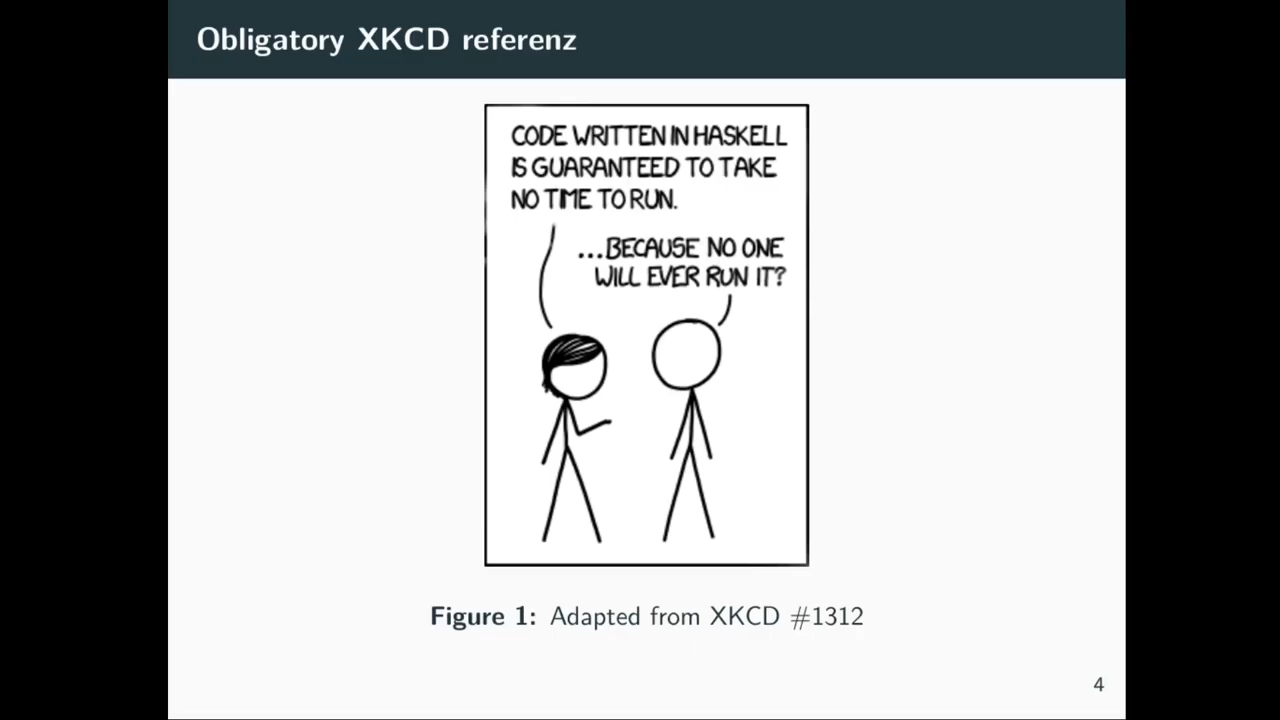 Obligatory XKCD referenz
CODE WRITTEN IN HASKELL
IS GUARANTEED TO TAKE
NO TIME TO RUN.
...BECAUSE NO ONE
WILL EVER RUN IT?
Figure 1: Adapted from XKCD #1312
4